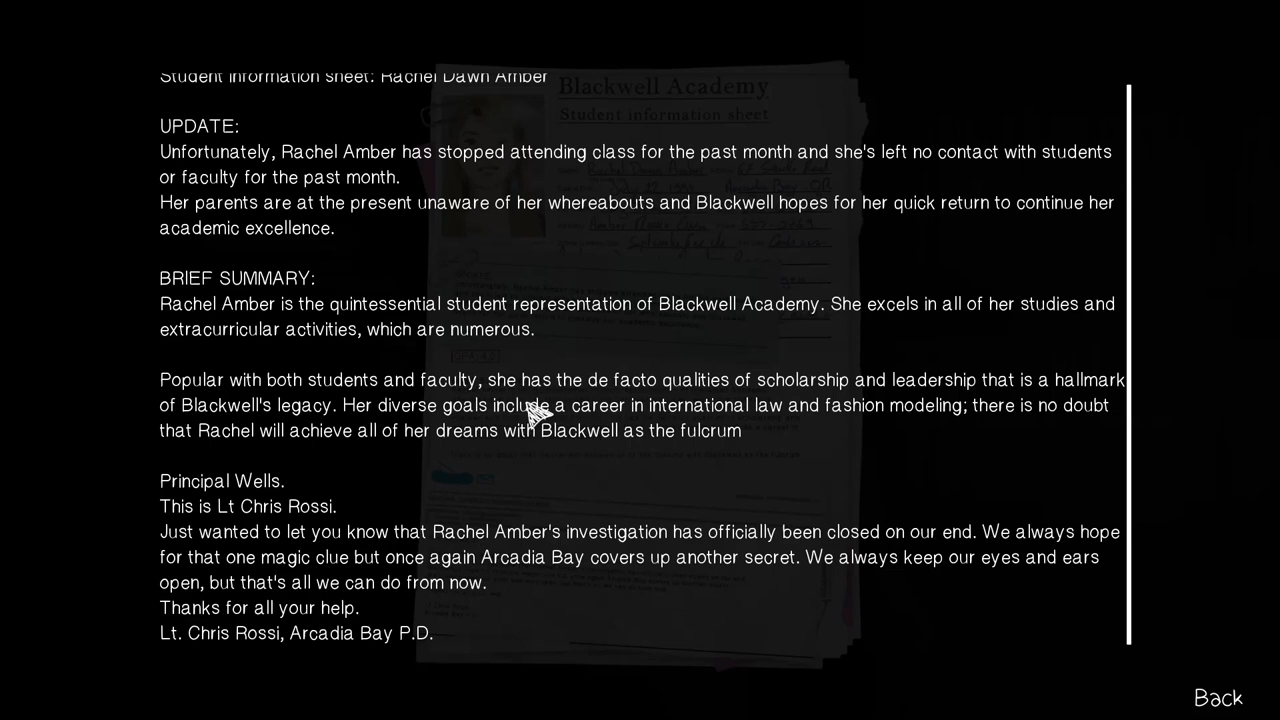 Student information sheet: Rachel Dawn Amber
Blackwell Academy
Student information sheet
UPDATE:
Unfortunately, Rachel Amber has stopped attending class for the past month and she's left no contact with students
or faculty for the past month.
Her parents are at the present unaware of her whereabouts and Blackwell hopes for her quick return to continue her
academic excellence.
BRIEF SUMMARY:
Rachel Amber is the quintessential student representation of Blackwell Academy. She excels in all of her studies and
extracurricular activities, which are numerous.
Popular with both students and faculty, she has the de facto qualities of scholarship and leadership that is a hallmark
of Blackwell's legacy. Her diverse goals include a career in international law and fashion modeling; there is no doubt
that Rachel will achieve all of her dreams with Blackwell as the fulcrum
Principal Wells.
This is Lt Chris Rossi.
Just wanted to let you know that Rachel Amber's investigation has officially been closed on our end. We always hope
for that one magic clue but once again Arcadia Bay covers up another secret. We always keep our eyes and ears
open, but that's all we can do from now.
Thanks for all your help.
Lt. Chris Rossi, Arcadia Bay P.D.
Back